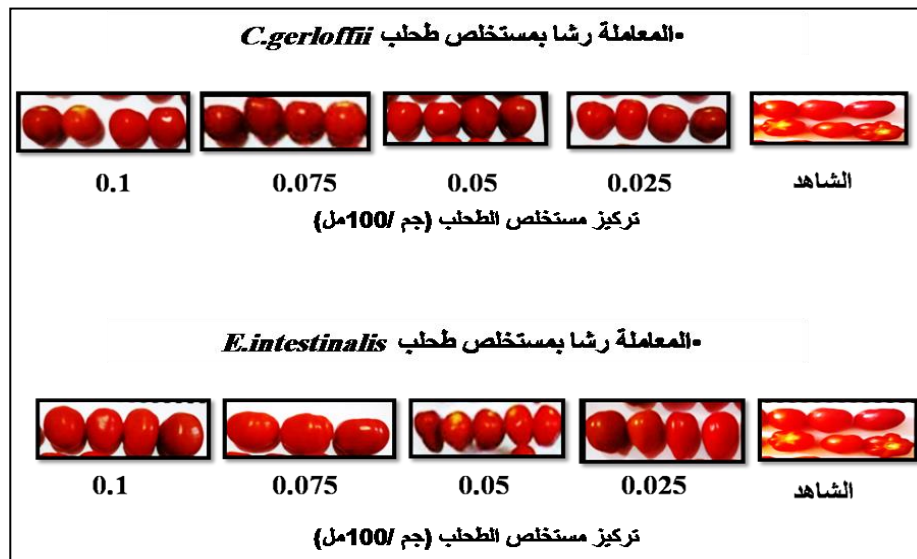 •المعاملة رشا بمستخلص طحلب C.gerloffii
0.1 0.075 0.05 0.025 الشاهد
تركيز مستخلص الطحلب (جم /100مل)
•المعاملة رشا بمستخلص طحلب E.intestinalis
0.1 0.075 0.05 0.025 الشاهد
تركيز مستخلص الطحلب (جم /100مل)